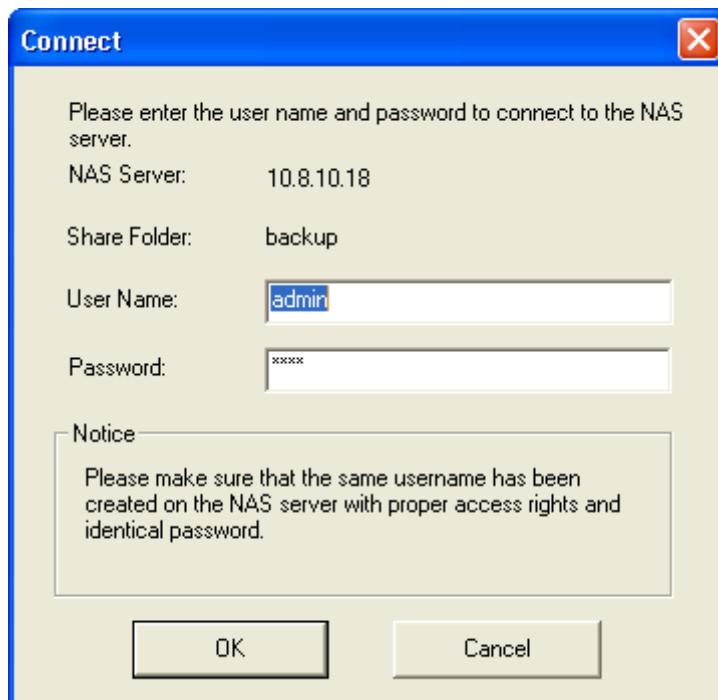 Connect
Please enter the user name and password to connect to the NAS
server.
NAS Server: 10.8.10.18
Share Folder: backup
User Name: admin
Password: ****
Notice
Please make sure that the same username has been
created on the NAS server with proper access rights and
identical password.
OK Cancel